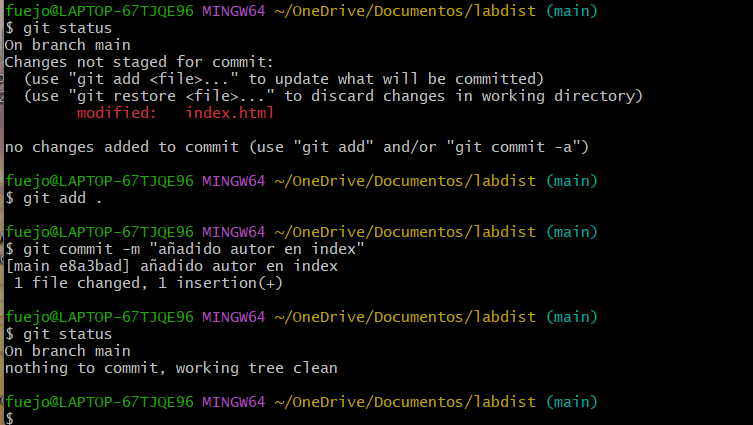 fuejo@LAPTOP-67TJQE96 MINGW64 ~/OneDrive/Documentos/labdist (main)
$ git status
On branch main
Changes not staged for commit:
  (use "git add <file>..." to update what will be committed)
  (use "git restore <file>..." to discard changes in working directory)
        modified:   index.html

no changes added to commit (use "git add" and/or "git commit -a")

fuejo@LAPTOP-67TJQE96 MINGW64 ~/OneDrive/Documentos/labdist (main)
$ git add .

fuejo@LAPTOP-67TJQE96 MINGW64 ~/OneDrive/Documentos/labdist (main)
$ git commit -m "añadido autor en index"
[main e8a3bad] añadido autor en index
 1 file changed, 1 insertion(+)

fuejo@LAPTOP-67TJQE96 MINGW64 ~/OneDrive/Documentos/labdist (main)
$ git status
On branch main
nothing to commit, working tree clean

fuejo@LAPTOP-67TJQE96 MINGW64 ~/OneDrive/Documentos/labdist (main)
$